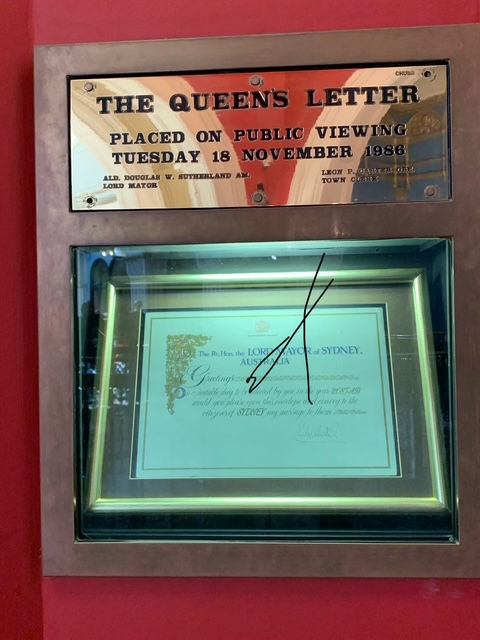 CHUBB
THE QUEEN'S LETTER
PLACED ON PUBLIC VIEWING
TUESDAY 18 NOVEMBER 1986
ALD. DOUGLAS W. SUTHERLAND AM.
LORD MAYOR
LEON P.
TOWN CLERK
The Rt. Hon. the LORD MAYOR of SYDNEY,
AUSTRALIA
Greetings
On a suitable day to be selected by you in the year 2085 A.D
would you please open this envelope and convey to the
citizens of SYDNEY my message to them